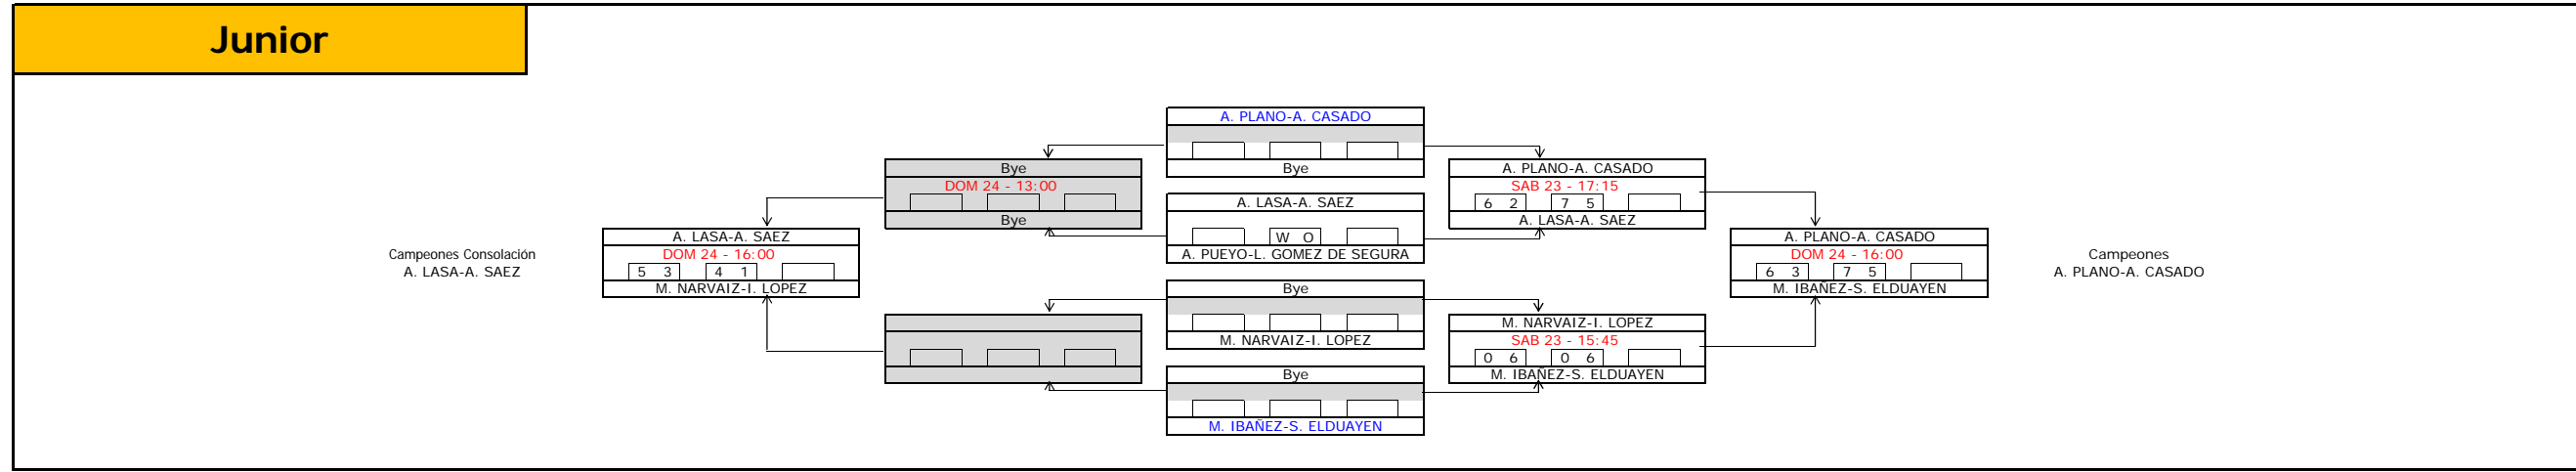 Junior
A. PLANO-A. CASADO
Bye
Bye
DOM 24 - 13:00
Bye
A. PLANO-A. CASADO
SAB 23 - 17:15
6 2 7 5
A. LASA-A. SAEZ
A. LASA-A. SAEZ
W O
A. PUEYO-L. GOMEZ DE SEGURA
Campeones Consolación
A. LASA-A. SAEZ
A. LASA-A. SAEZ
DOM 24 - 16:00
5 3 4 1
M. NARVAIZ-I. LOPEZ
A. PLANO-A. CASADO
DOM 24 - 16:00
6 3 7 5
M. IBAÑEZ-S. ELDUAYEN
Campeones
A. PLANO-A. CASADO
Bye
M. NARVAIZ-I. LOPEZ
M. NARVAIZ-I. LOPEZ
SAB 23 - 15:45
0 6 0 6
M. IBAÑEZ-S. ELDUAYEN
Bye
M. IBAÑEZ-S. ELDUAYEN